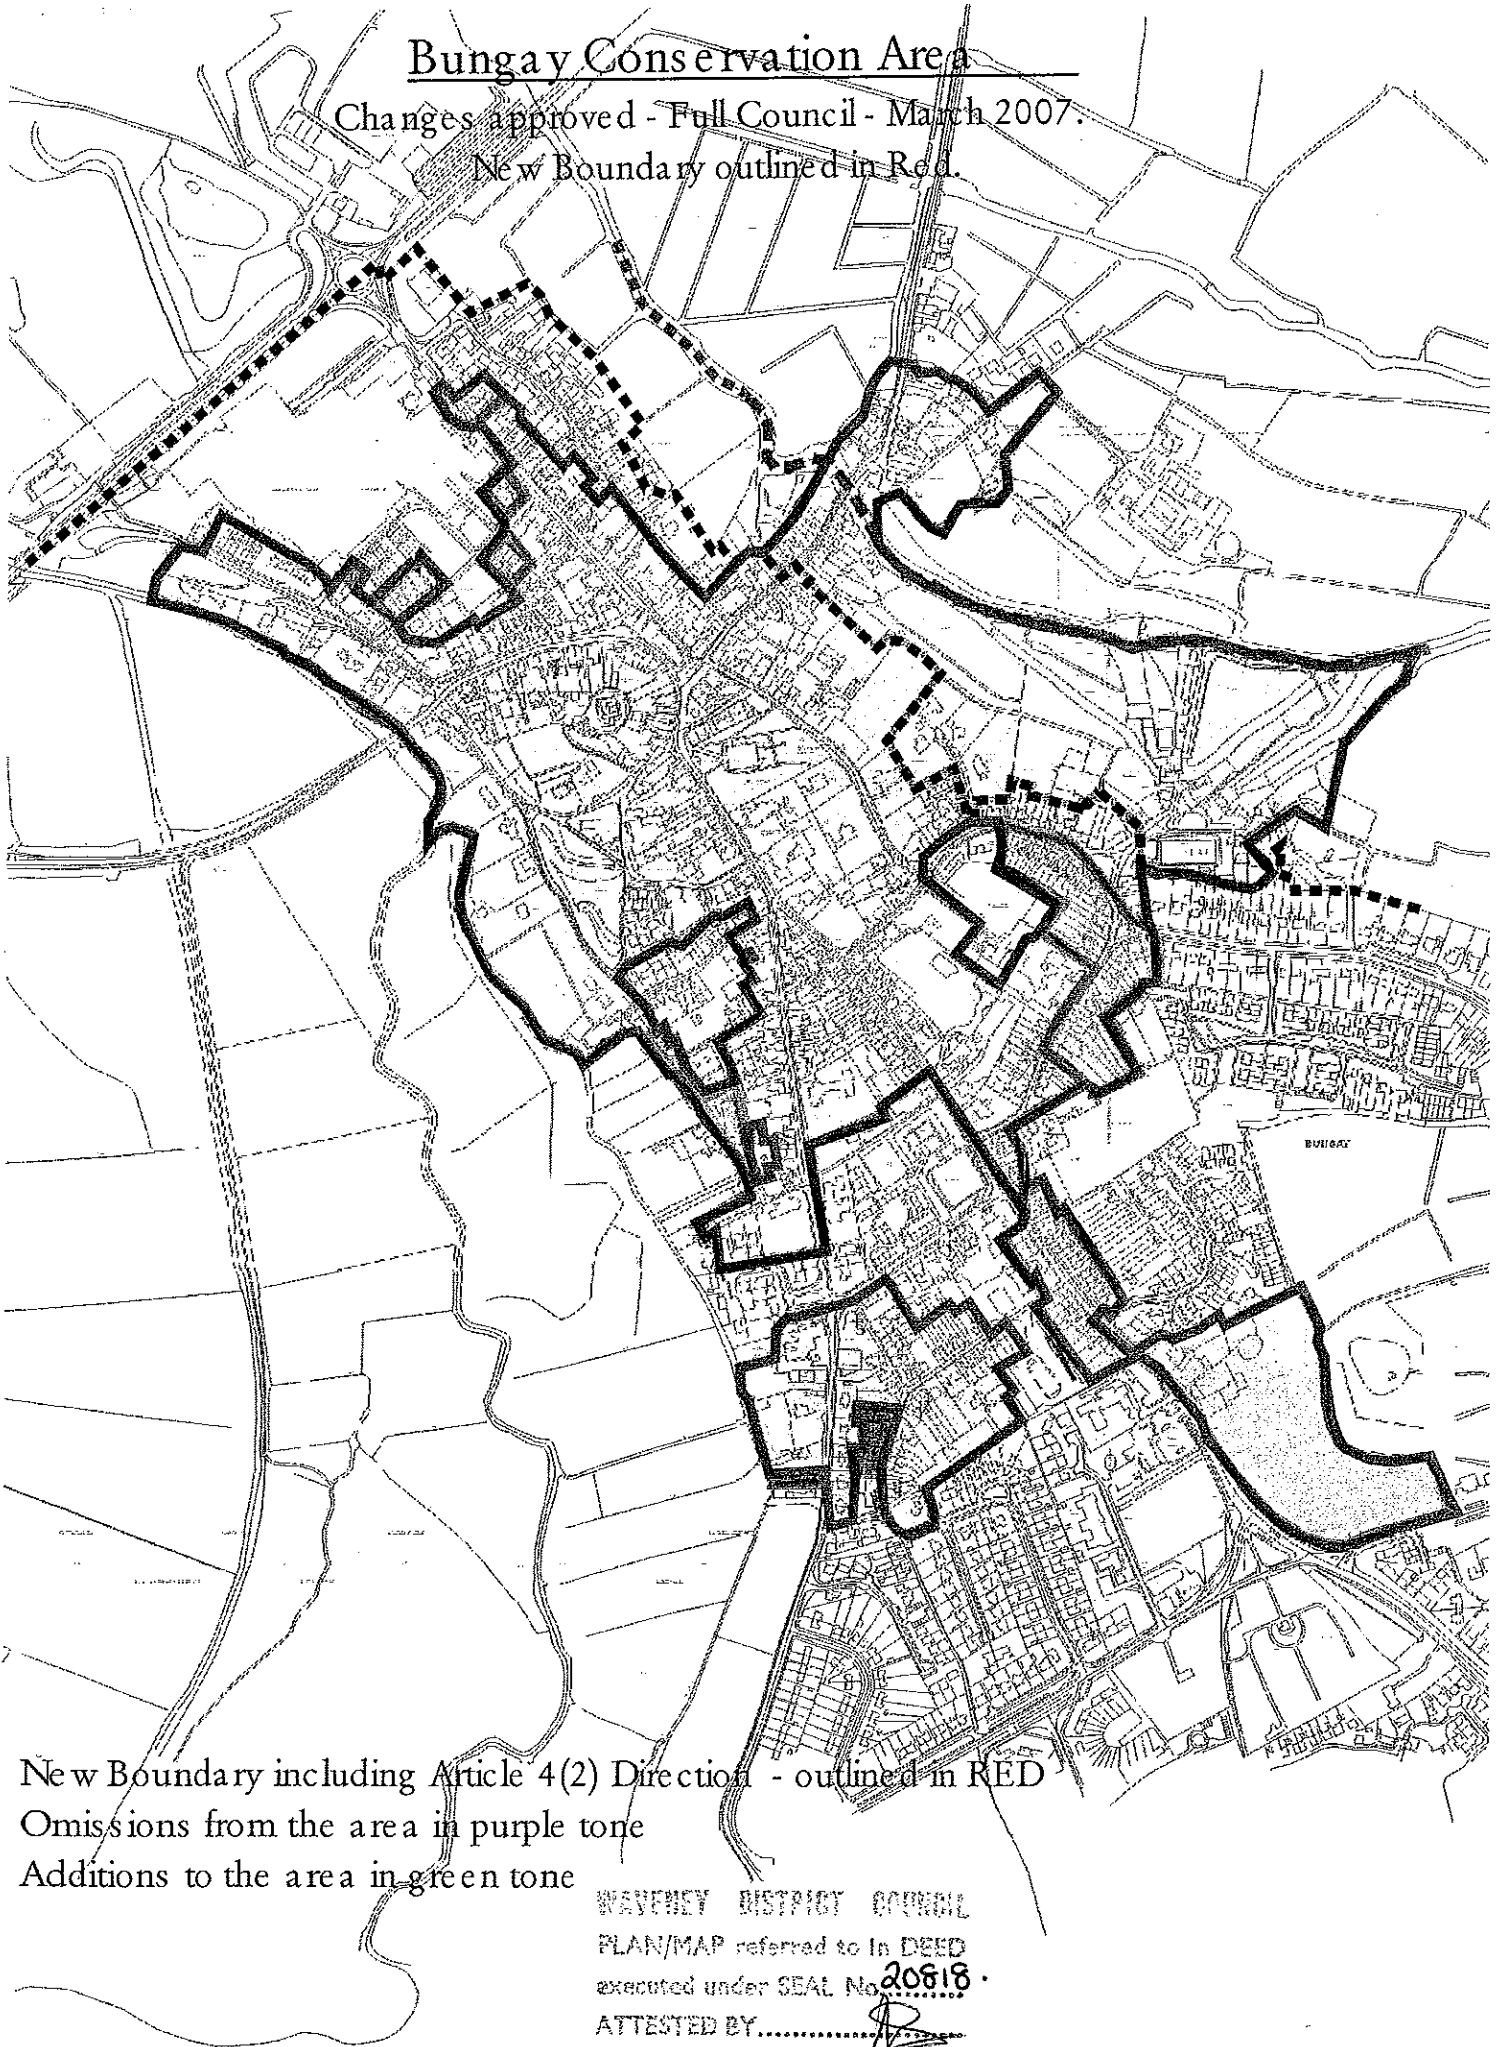 Bungay Conservation Area
Changes approved - Full Council - March 2007.
New Boundary outlined in Red.
BUNGAY
New Boundary including Article 4(2) Direction - outlined in RED
Omissions from the area in purple tone
Additions to the area in green tone
WAVENEY DISTRICT COUNCIL
PLAN/MAP referred to in DEED
executed under SEAL No 20818.
ATTESTED BY